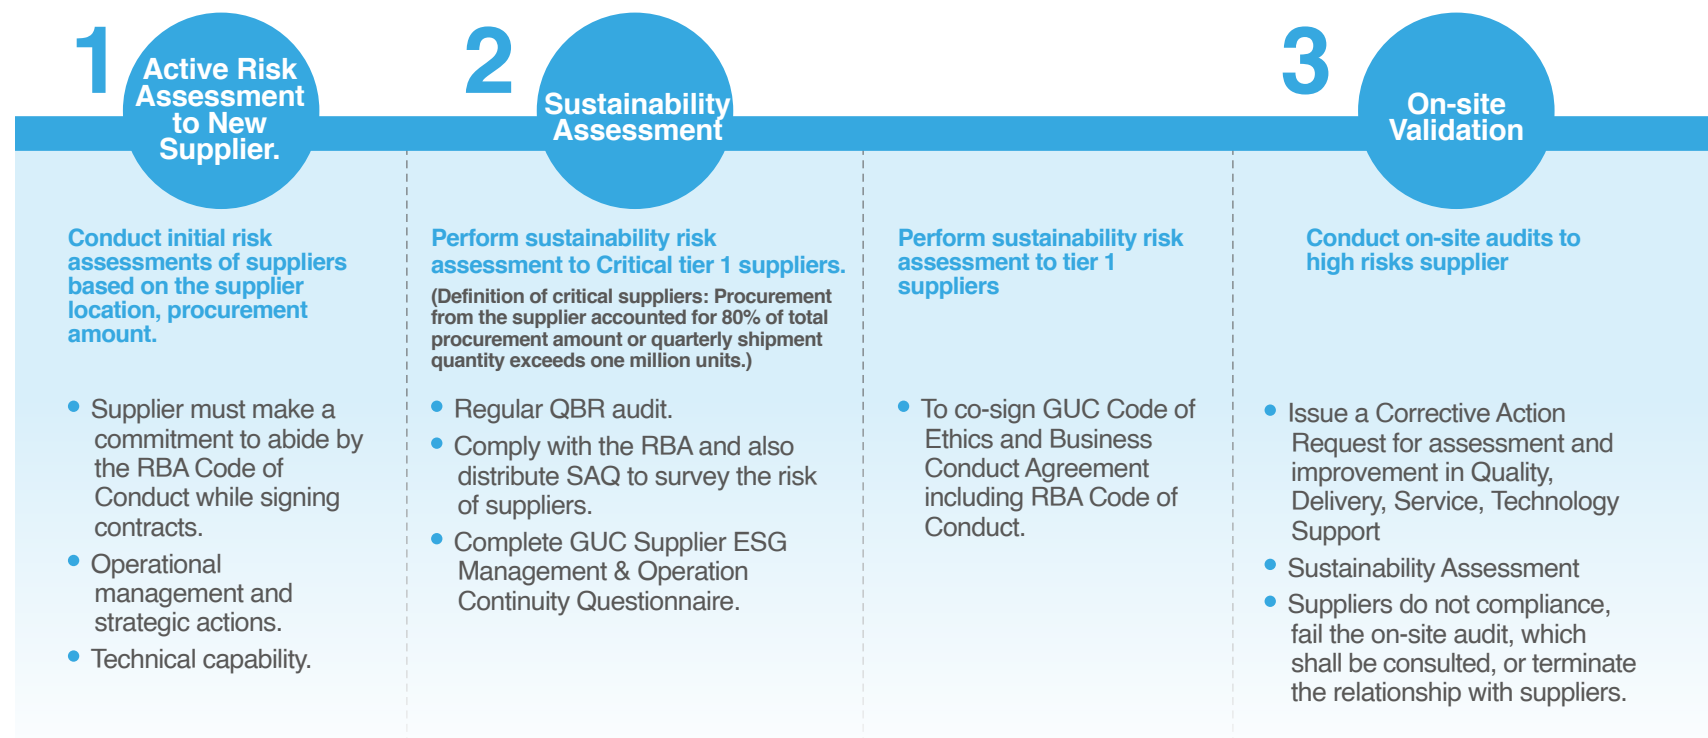 1
Active Risk
Assessment
to New
Supplier.
Conduct initial risk
assessments of suppliers
based on the supplier
location, procurement
amount.
• Supplier must make a
commitment to abide by
the RBA Code of
Conduct while signing
contracts.
• Operational
management and
strategic actions.
• Technical capability.
2
Sustainability
Assessment
Perform sustainability risk
assessment to Critical tier 1 suppliers.
(Definition of critical suppliers: Procurement
from the supplier accounted for 80% of total
procurement amount or quarterly shipment
quantity exceeds one million units.)
• Regular QBR audit.
• Comply with the RBA and also
distribute SAQ to survey the risk
of suppliers.
• Complete GUC Supplier ESG
Management & Operation
Continuity Questionnaire.
Perform sustainability risk
assessment to tier 1
suppliers
• To co-sign GUC Code of
Ethics and Business
Conduct Agreement
including RBA Code of
Conduct.
3
On-site
Validation
Conduct on-site audits to
high risks supplier
• Issue a Corrective Action
Request for assessment and
improvement in Quality,
Delivery, Service, Technology
Support
• Sustainability Assessment
• Suppliers do not compliance,
fail the on-site audit, which
shall be consulted, or terminate
the relationship with suppliers.